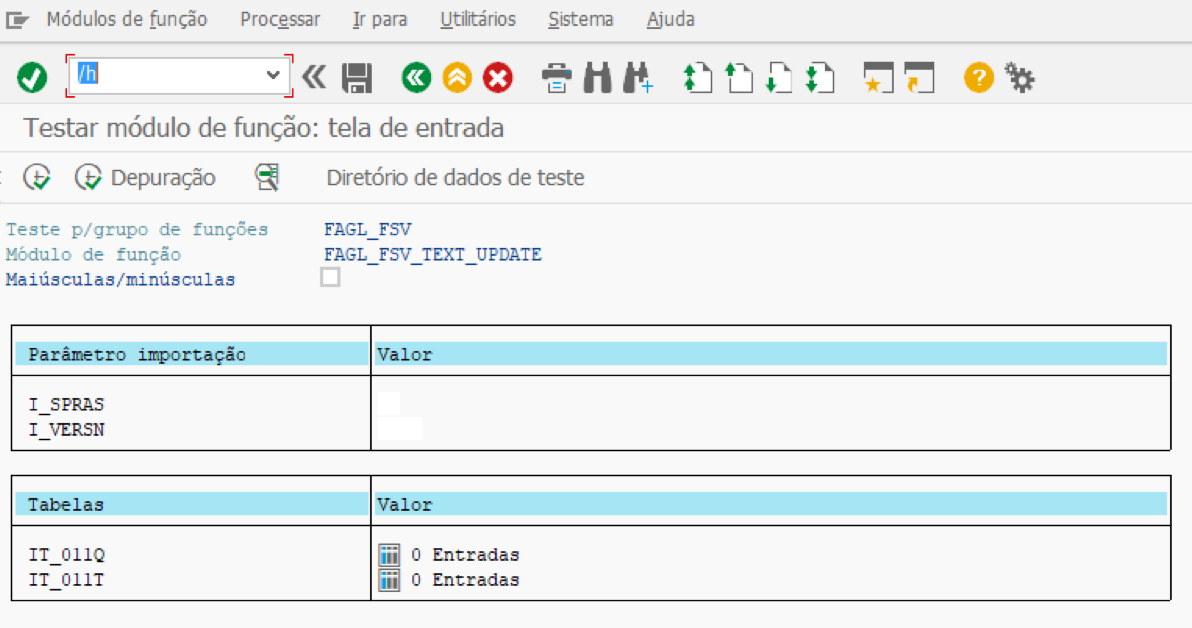 Módulos de função Processar Ir para Utilitários Sistema Ajuda
/h
Testar módulo de função: tela de entrada
Depuração Diretório de dados de teste
Teste p/grupo de funções FAGL_FSV
Módulo de função FAGL_FSV_TEXT_UPDATE
Maiúsculas/minúsculas
Parâmetro importação Valor
I_SPRAS
I_VERSN
Tabelas Valor
IT_011Q 0 Entradas
IT_011T 0 Entradas